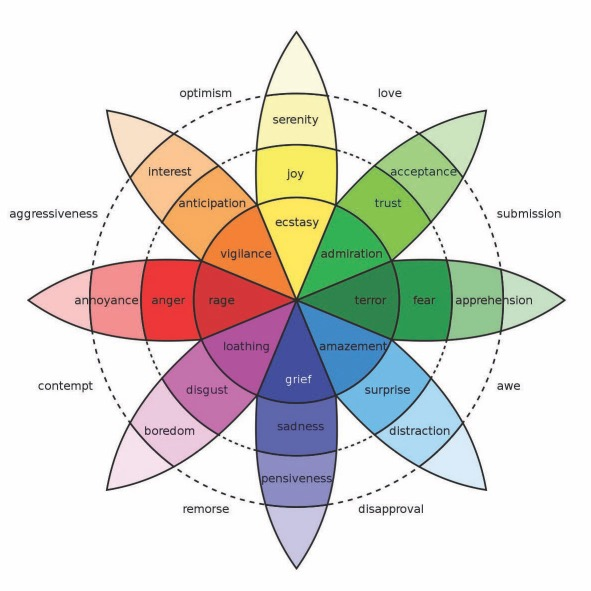 optimism
love
serenity
interest
joy
acceptance
anticipation
trust
aggressiveness
ecstasy
submission
vigilance
admiration
annoyance
anger
rage
terror
fear
apprehension
loathing
amazement
grief
contempt
disgust
surprise
awe
sadness
boredom
distraction
pensiveness
remorse
disapproval